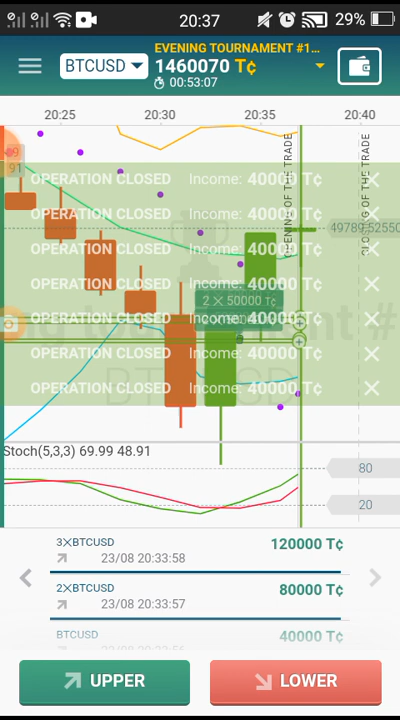 20:37
29%
BTCUSD
EVENING TOURNAMENT #1...
1460070 T¢
00:53:07
20:25 20:30 20:35 20:40
OPENING OF THE TRADE
CLOSING OF THE TRADE
OPERATION CLOSED Income: 40000 T¢
OPERATION CLOSED Income: 40000 T¢
OPERATION CLOSED Income: 40000 T¢
49789.52550
OPERATION CLOSED Income: 40000 T¢
2 X 50000 T¢
OPERATION CLOSED Income: 40000 T¢
OPERATION CLOSED Income: 40000 T¢
OPERATION CLOSED Income: 40000 T¢
BTCUSD
Stoch(5,3,3) 69.99 48.91
80
20
3XBTCUSD 120000 T¢
23/08 20:33:58
2XBTCUSD 80000 T¢
23/08 20:33:57
BTCUSD 40000 T¢
UPPER
LOWER